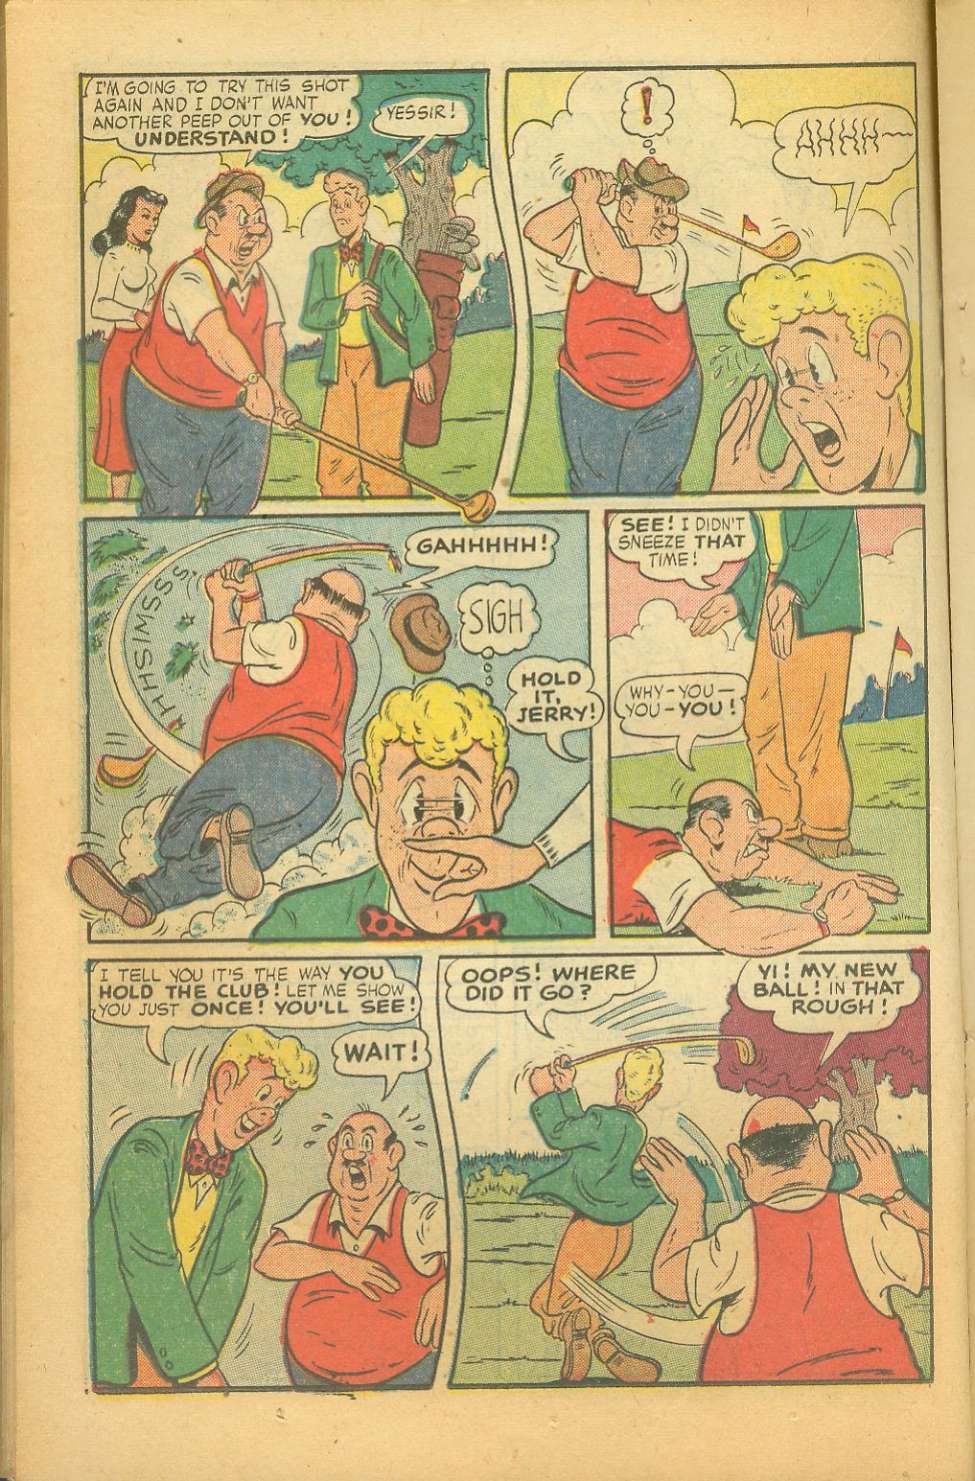 I'M GOING TO TRY THIS SHOT
AGAIN AND I DON'T WANT
ANOTHER PEEP OUT OF YOU!
UNDERSTAND!
YESSIR!
!
AHHH—
GAHHHHH!
HHSIWSSS
SIGH
HOLD
IT,
JERRY!
SEE! I DIDN'T
SNEEZE THAT
TIME!
WHY-YOU-
YOU-YOU!
I TELL YOU IT'S THE WAY YOU
HOLD THE CLUB! LET ME SHOW
YOU JUST ONCE! YOU'LL SEE!
WAIT!
OOPS! WHERE
DID IT GO?
YI! MY NEW
BALL! IN THAT
ROUGH!